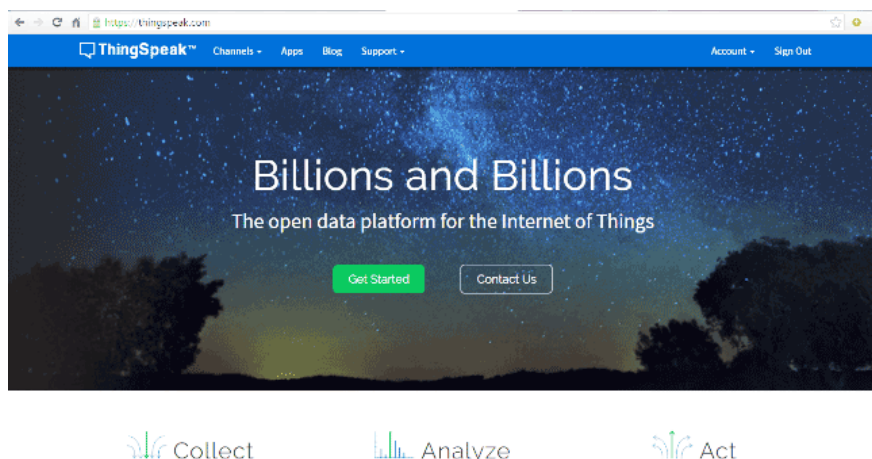 https://thingspeak.com
ThingSpeak™ Channels Apps Blog Support Account Sign Out
Billions and Billions
The open data platform for the Internet of Things
Get Started Contact Us
Collect Analyze Act